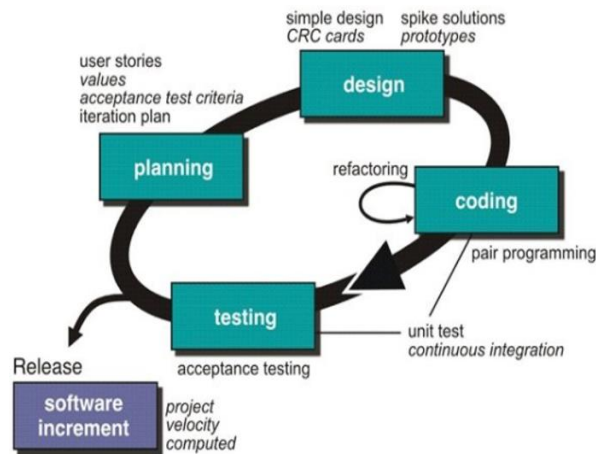 simple design
CRC cards
spike solutions
prototypes
user stories
values
acceptance test criteria
iteration plan
design
planning
refactoring
coding
pair programming
testing
unit test
continuous integration
acceptance testing
Release
software
increment
project
velocity
computed